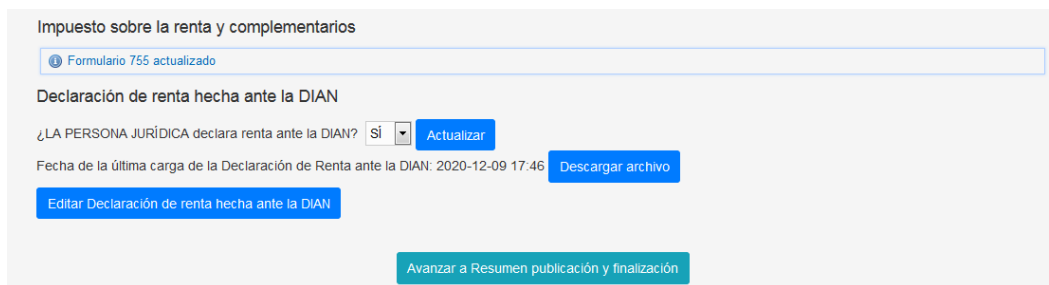 Impuesto sobre la renta y complementarios
Formulario 755 actualizado
Declaración de renta hecha ante la DIAN
¿LA PERSONA JURÍDICA declara renta ante la DIAN? SÍ Actualizar
Fecha de la última carga de la Declaración de Renta ante la DIAN: 2020-12-09 17:46 Descargar archivo
Editar Declaración de renta hecha ante la DIAN
Avanzar a Resumen publicación y finalización